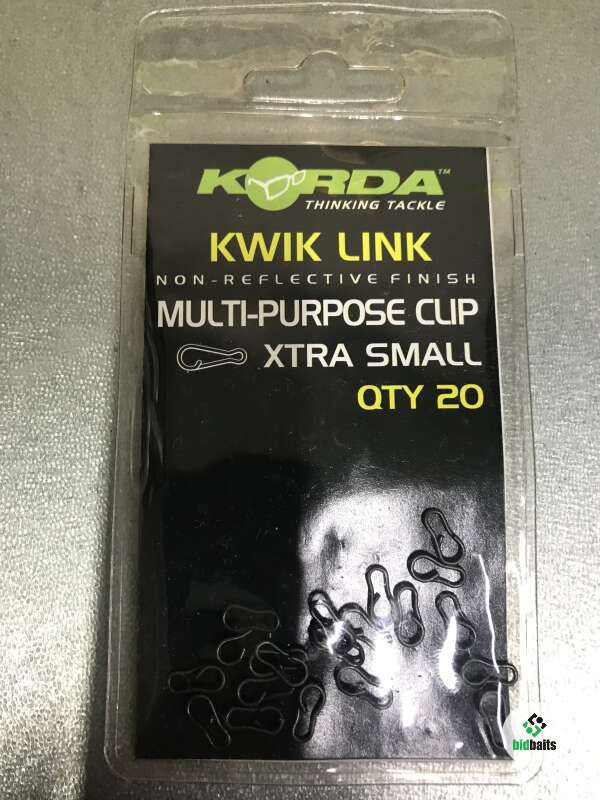 KORDA™
THINKING TACKLE
KWIK LINK
NON-REFLECTIVE FINISH
MULTI-PURPOSE CLIP
XTRA SMALL
QTY 20
bidbaits